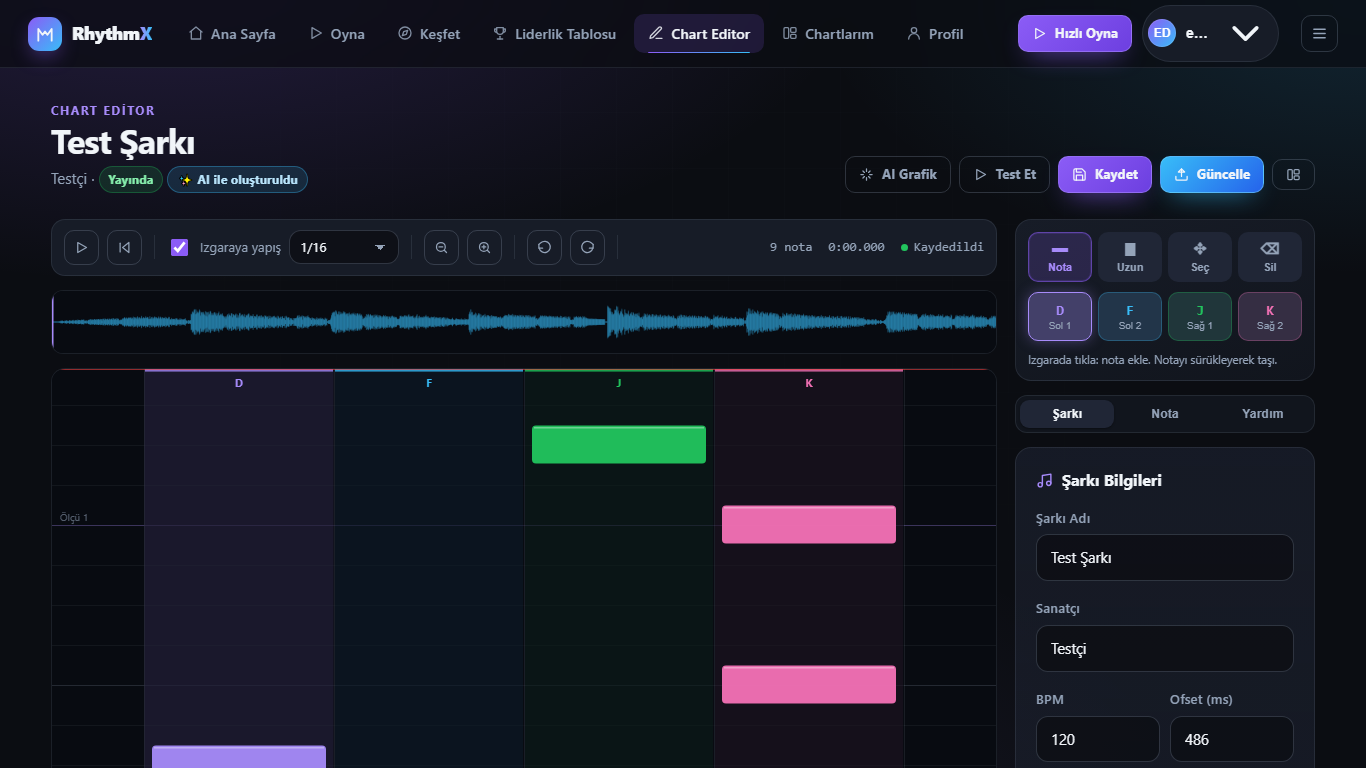 RhythmX
Ana Sayfa
Oyna
Keşfet
Liderlik Tablosu
Chart Editor
Chartlarım
Profil
Hızlı Oyna
ED
e...
CHART EDİTÖR
Test Şarkı
Testçi · Yayında AI ile oluşturuldu
AI Grafik
Test Et
Kaydet
Güncelle
Izgaraya yapış
1/16
9 nota 0:00.000 Kaydedildi
Nota
Uzun
Seç
Sil
D
Sol 1
F
Sol 2
J
Sağ 1
K
Sağ 2
Izgarada tıkla: nota ekle. Notayı sürükleyerek taşı.
D F J K
Ölçü 1
Şarkı Nota Yardım
Şarkı Bilgileri
Şarkı Adı
Test Şarkı
Sanatçı
Testçi
BPM Ofset (ms)
120 486